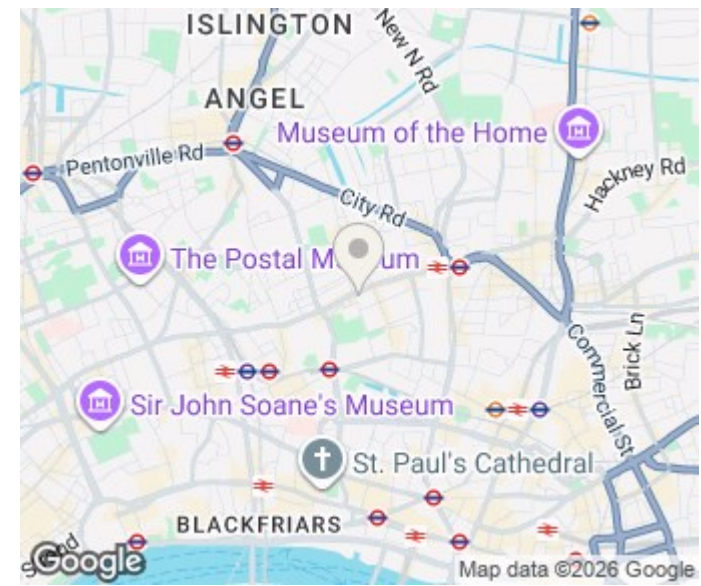 ISLINGTON
New N Rd
ANGEL
Museum of the Home
Pentonville Rd
Hackney Rd
City Rd
The Postal M um
Commercial St
Brick Ln
Sir John Soane's Museum
St. Paul's Cathedral
BLACKFRIARS
Google
Map data ©2026 Google